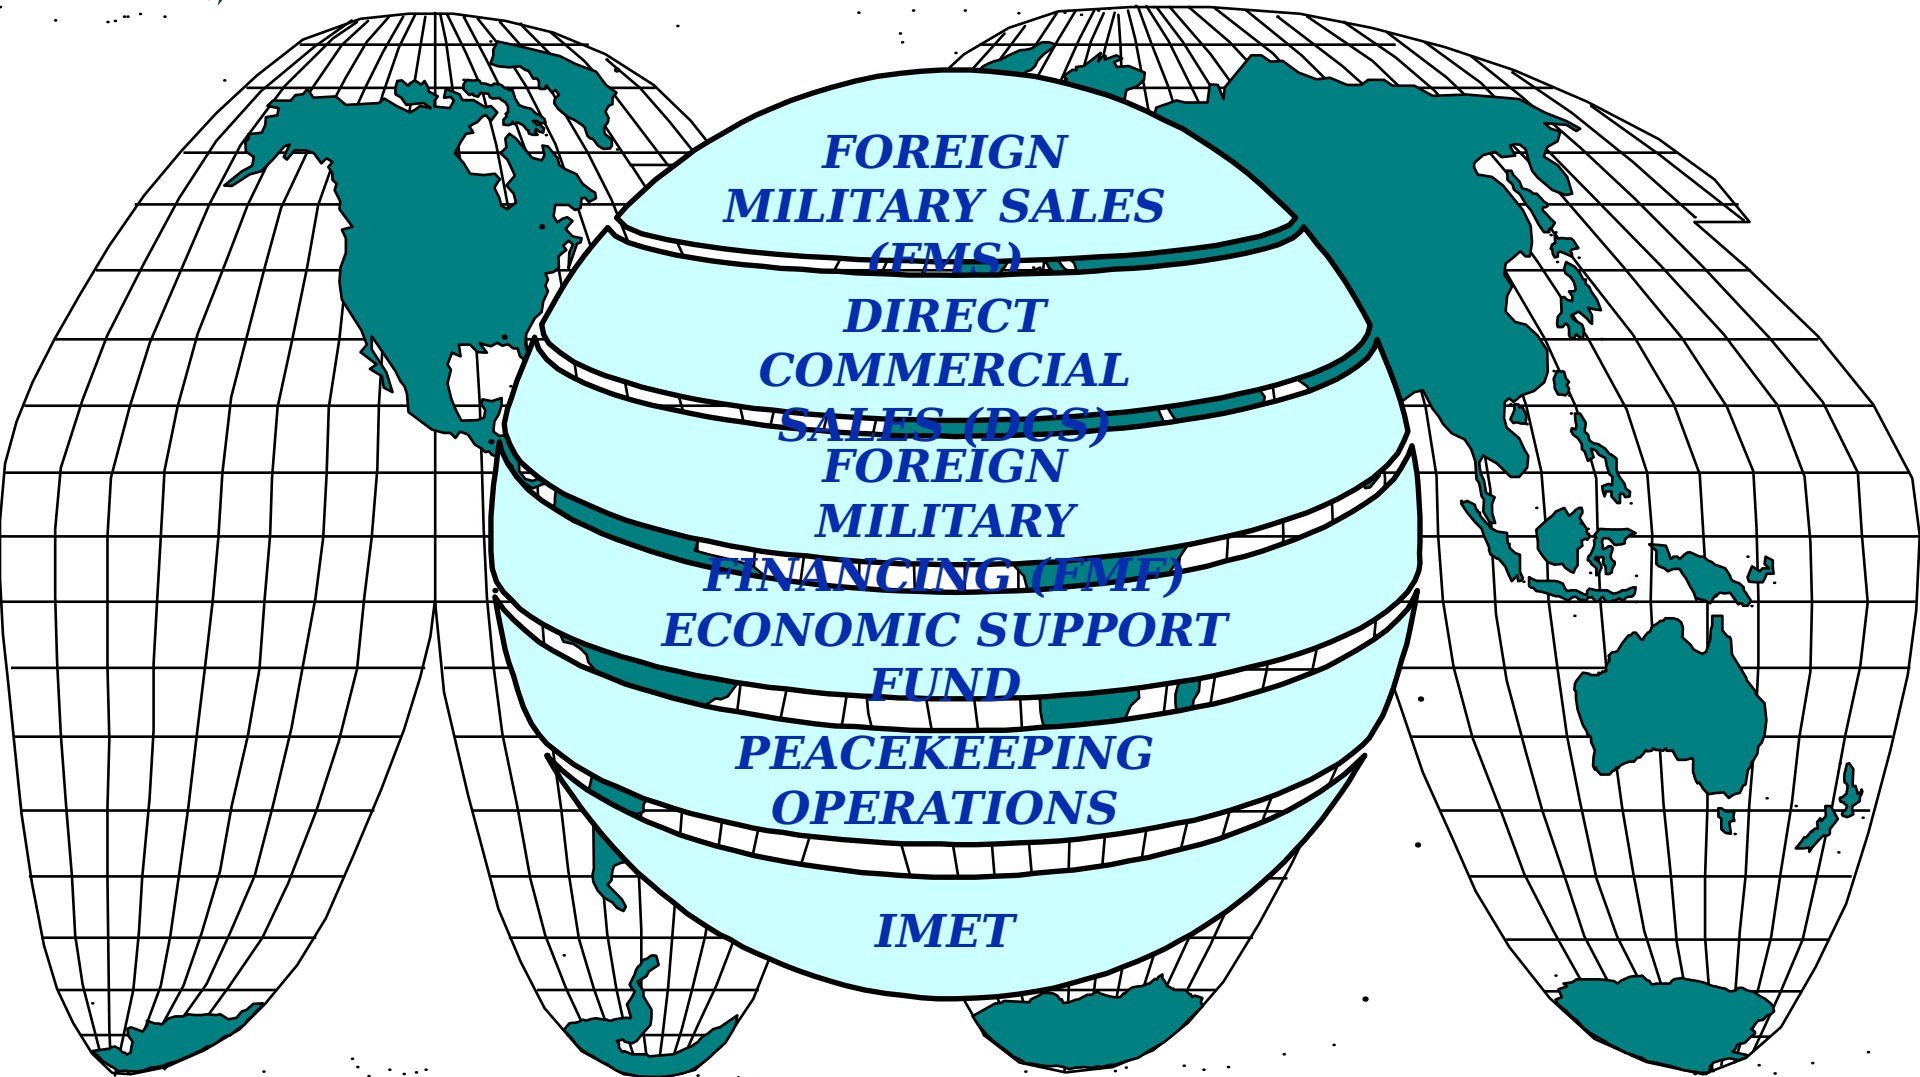 FOREIGN
MILITARY SALES
(FMS)
DIRECT
COMMERCIAL
SALES (DCS)
FOREIGN
MILITARY
FINANCING (FMF)
ECONOMIC SUPPORT
FUND
PEACEKEEPING
OPERATIONS
IMET